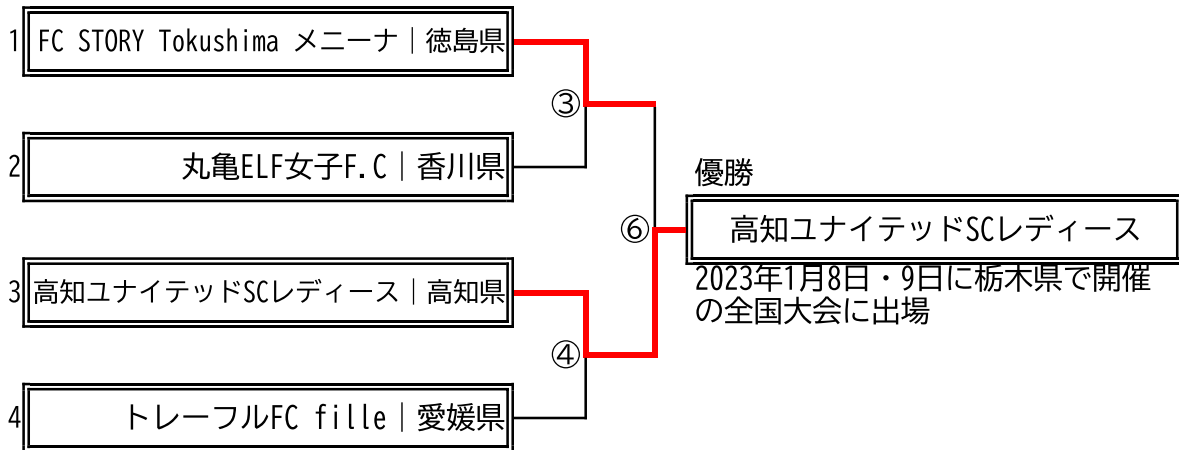 1 FC STORY Tokushima メニーナ｜徳島県
③
2 丸亀ELF女子F.C｜香川県
優勝
⑥ 高知ユナイテッドSCレディース
2023年1月8日・9日に栃木県で開催
の全国大会に出場
3 高知ユナイテッドSCレディース｜高知県
④
4 トレーフルFC fille｜愛媛県